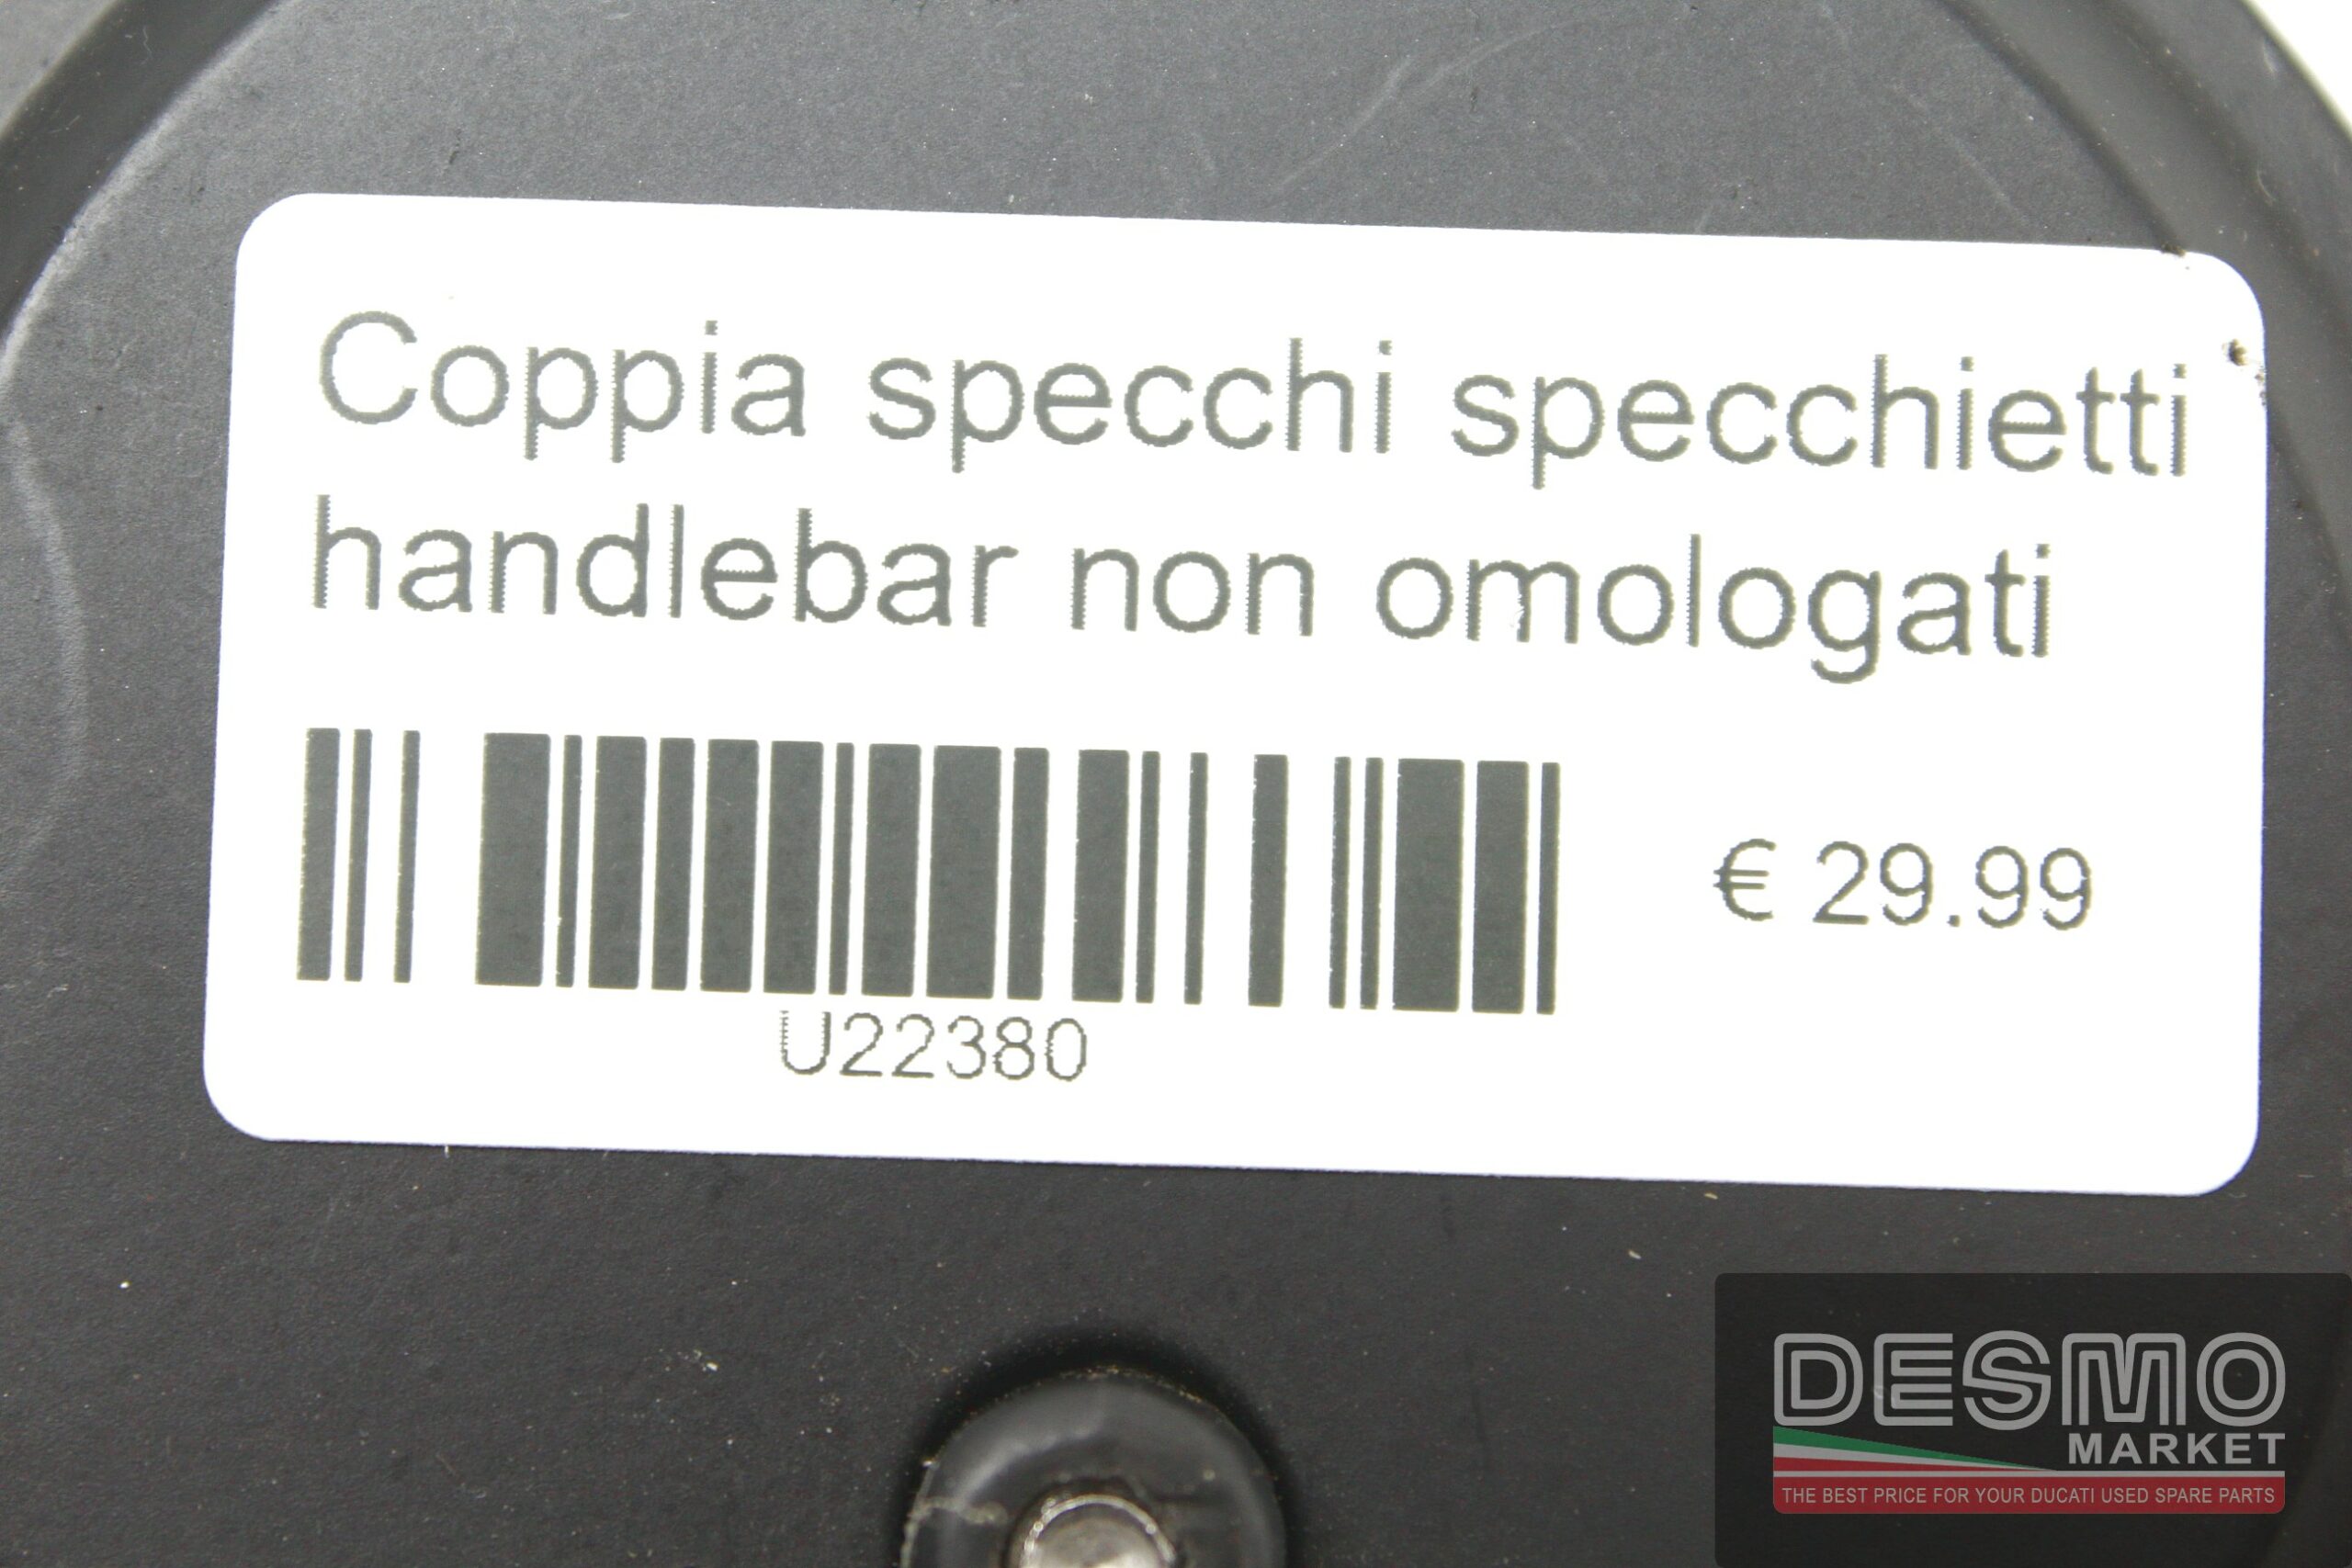 Coppia specchi specchietti
handlebar non omologati
€ 29.99
U22380
DESMO
MARKET
THE BEST PRICE FOR YOUR DUCATI USED SPARE PARTS